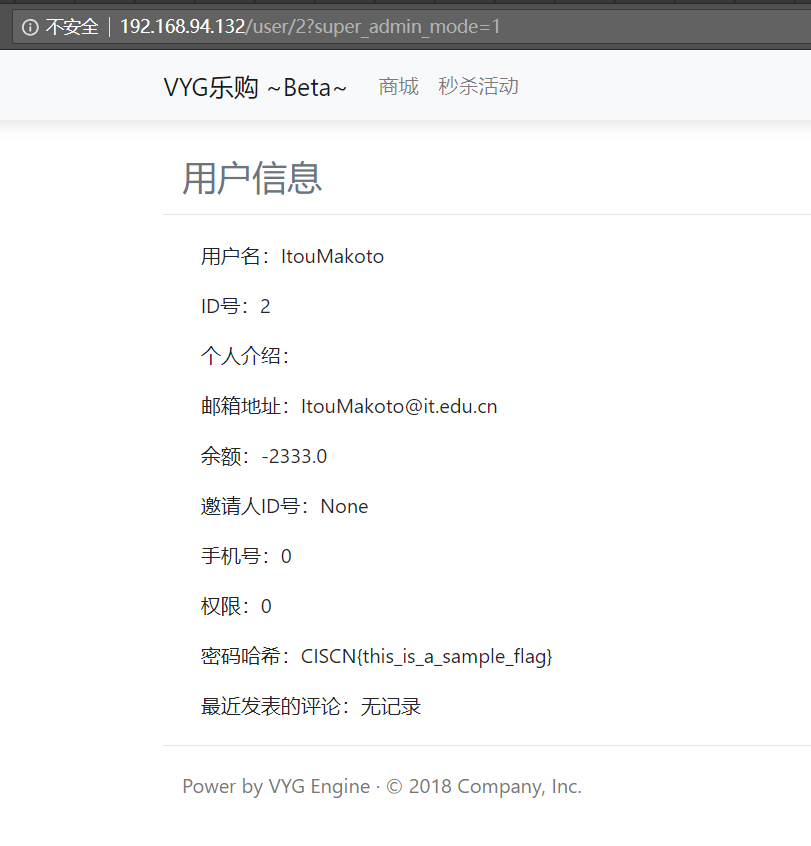 不安全 192.168.94.132/user/2?super_admin_mode=1
VYG乐购 ~Beta~ 商城 秒杀活动
用户信息
用户名：ItouMakoto
ID号：2
个人介绍：
邮箱地址：ItouMakoto@it.edu.cn
余额：-2333.0
邀请人ID号：None
手机号：0
权限：0
密码哈希：CISCN{this_is_a_sample_flag}
最近发表的评论：无记录
Power by VYG Engine · © 2018 Company, Inc.